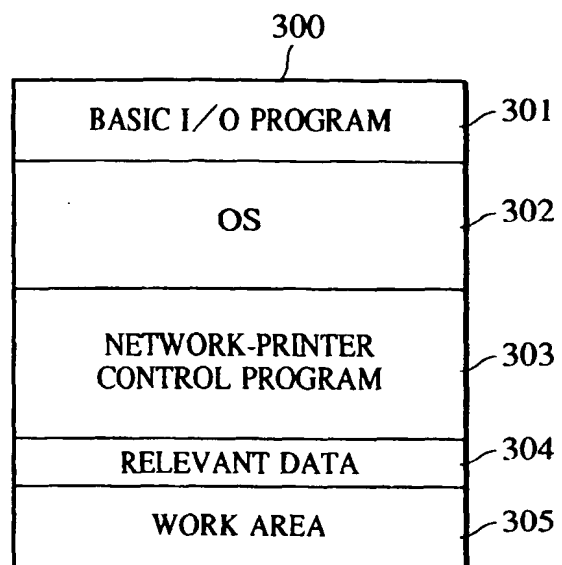 300
BASIC I/O PROGRAM
301
OS
302
NETWORK-PRINTER
CONTROL PROGRAM
303
RELEVANT DATA
304
WORK AREA
305